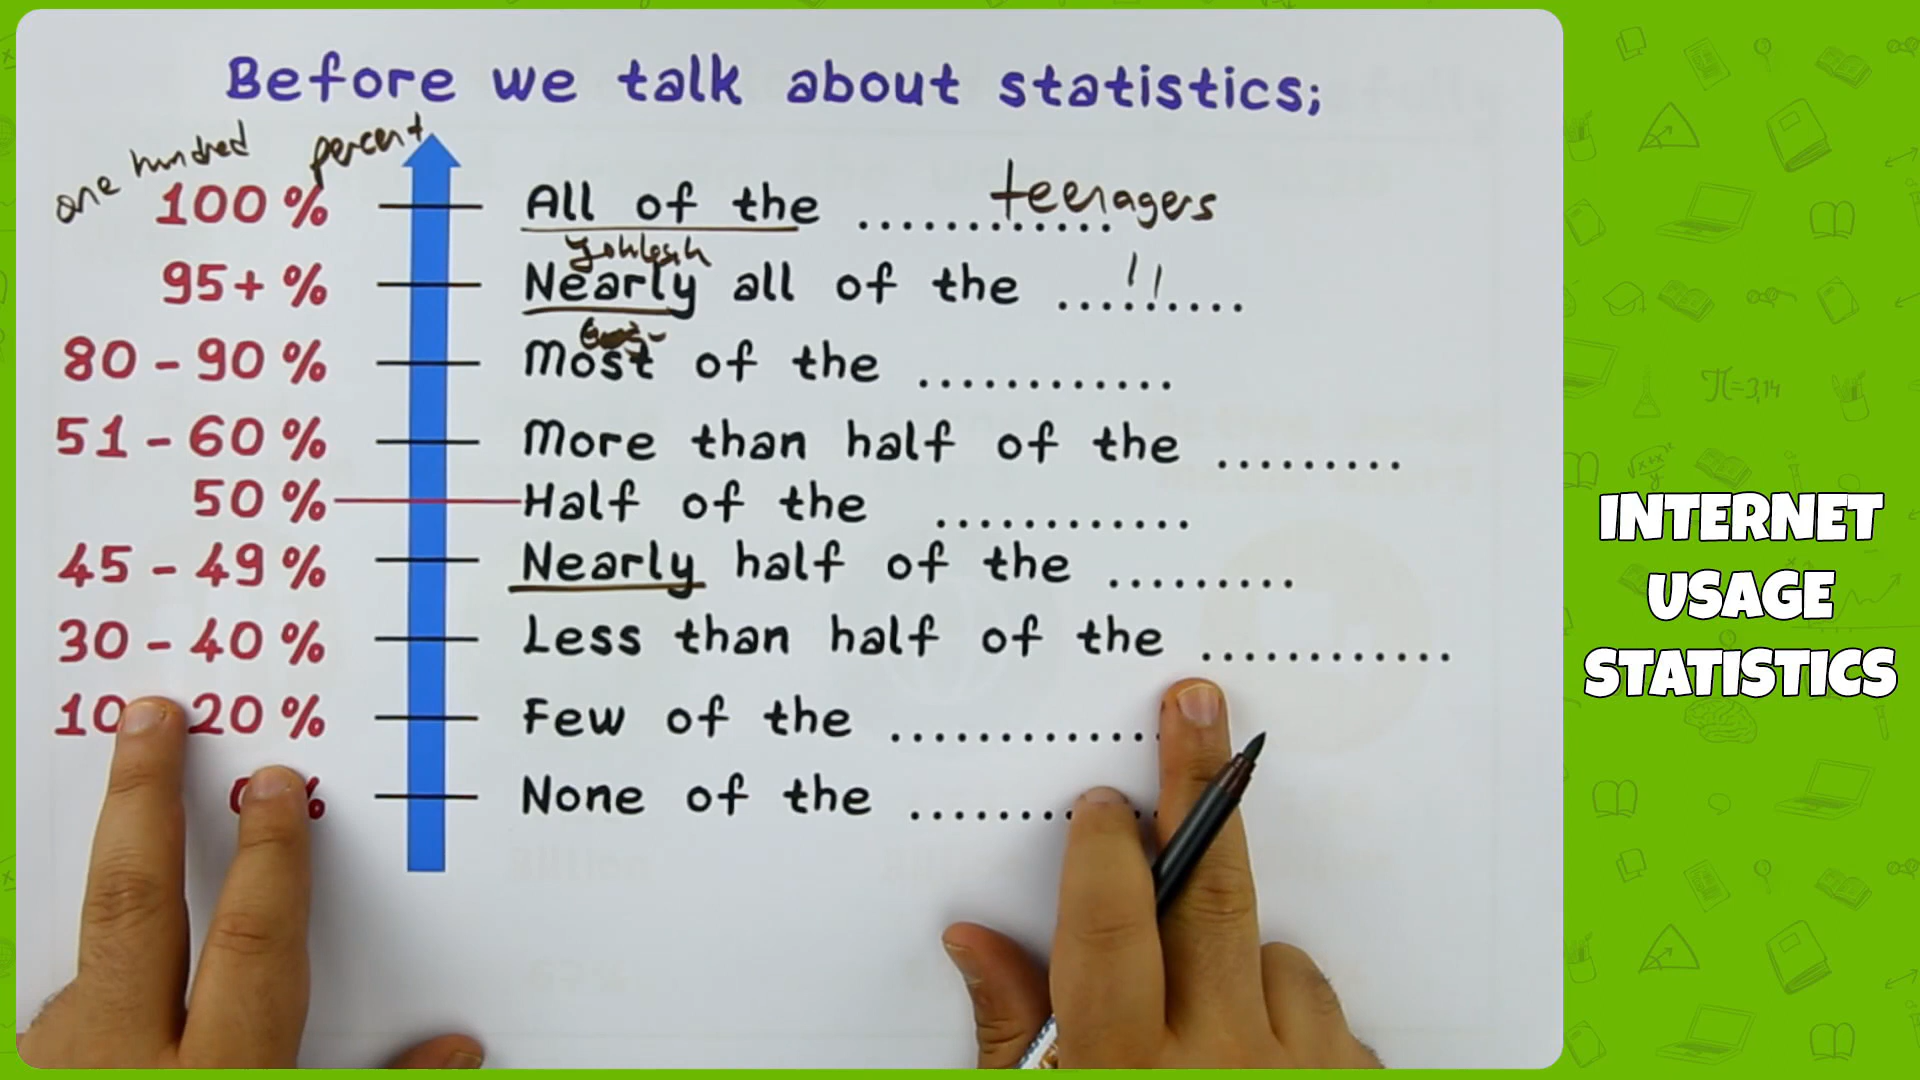 Before we talk about statistics;
one hundred percent
100 % All of the ............ teenagers
95+ % Nearly all of the ......... !!
80 - 90 % Most of the ............
51 - 60 % More than half of the .........
50 % Half of the ............
45 - 49 % Nearly half of the .........
30 - 40 % Less than half of the ............
10 20 % Few of the .............
% None of the ............
INTERNET
USAGE
STATISTICS
π=3,14